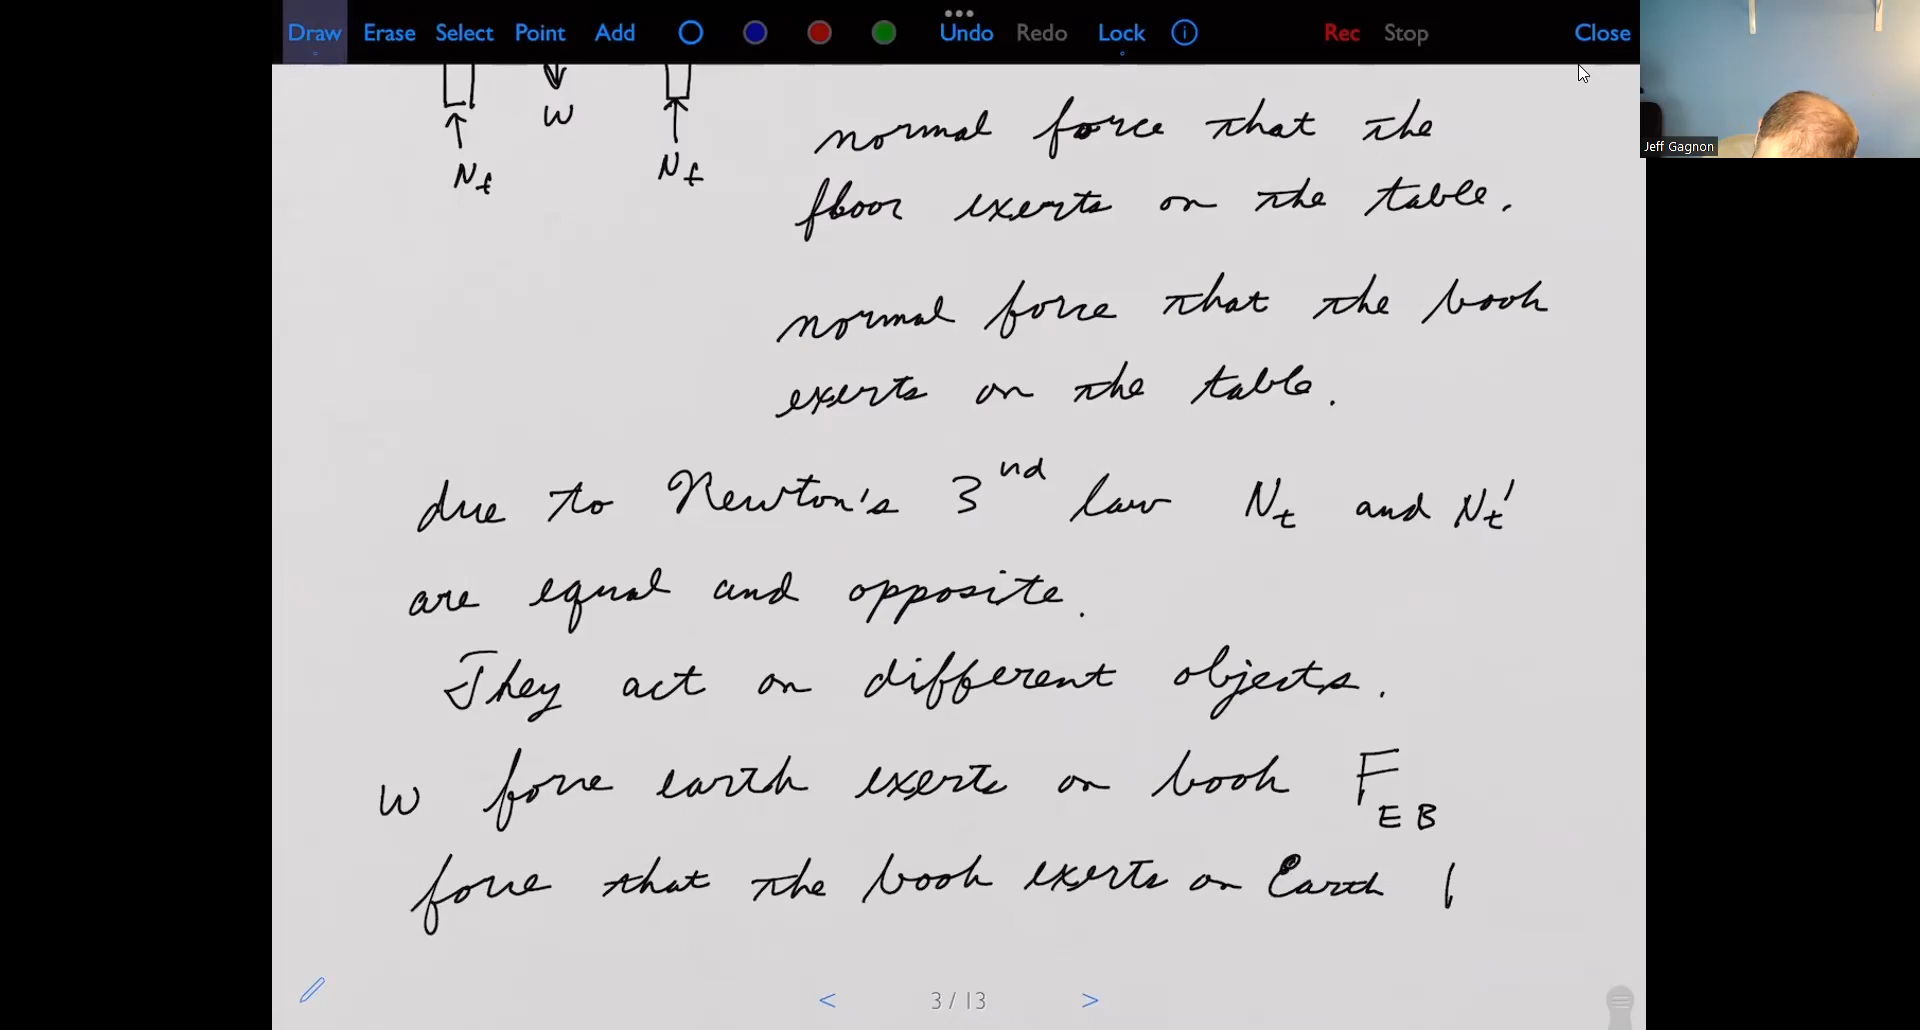 Draw Erase Select Point Add Undo Redo Lock Rec Stop Close
Jeff Gagnon
W
Nf Nf
normal force that the
floor exerts on the table.
normal force that the book
exerts on the table.
due to Newton's 3nd law Nt and Nt'
are equal and opposite.
They act on different objects.
W force earth exerts on book FEB
force that the book exerts on Earth
3 / 13